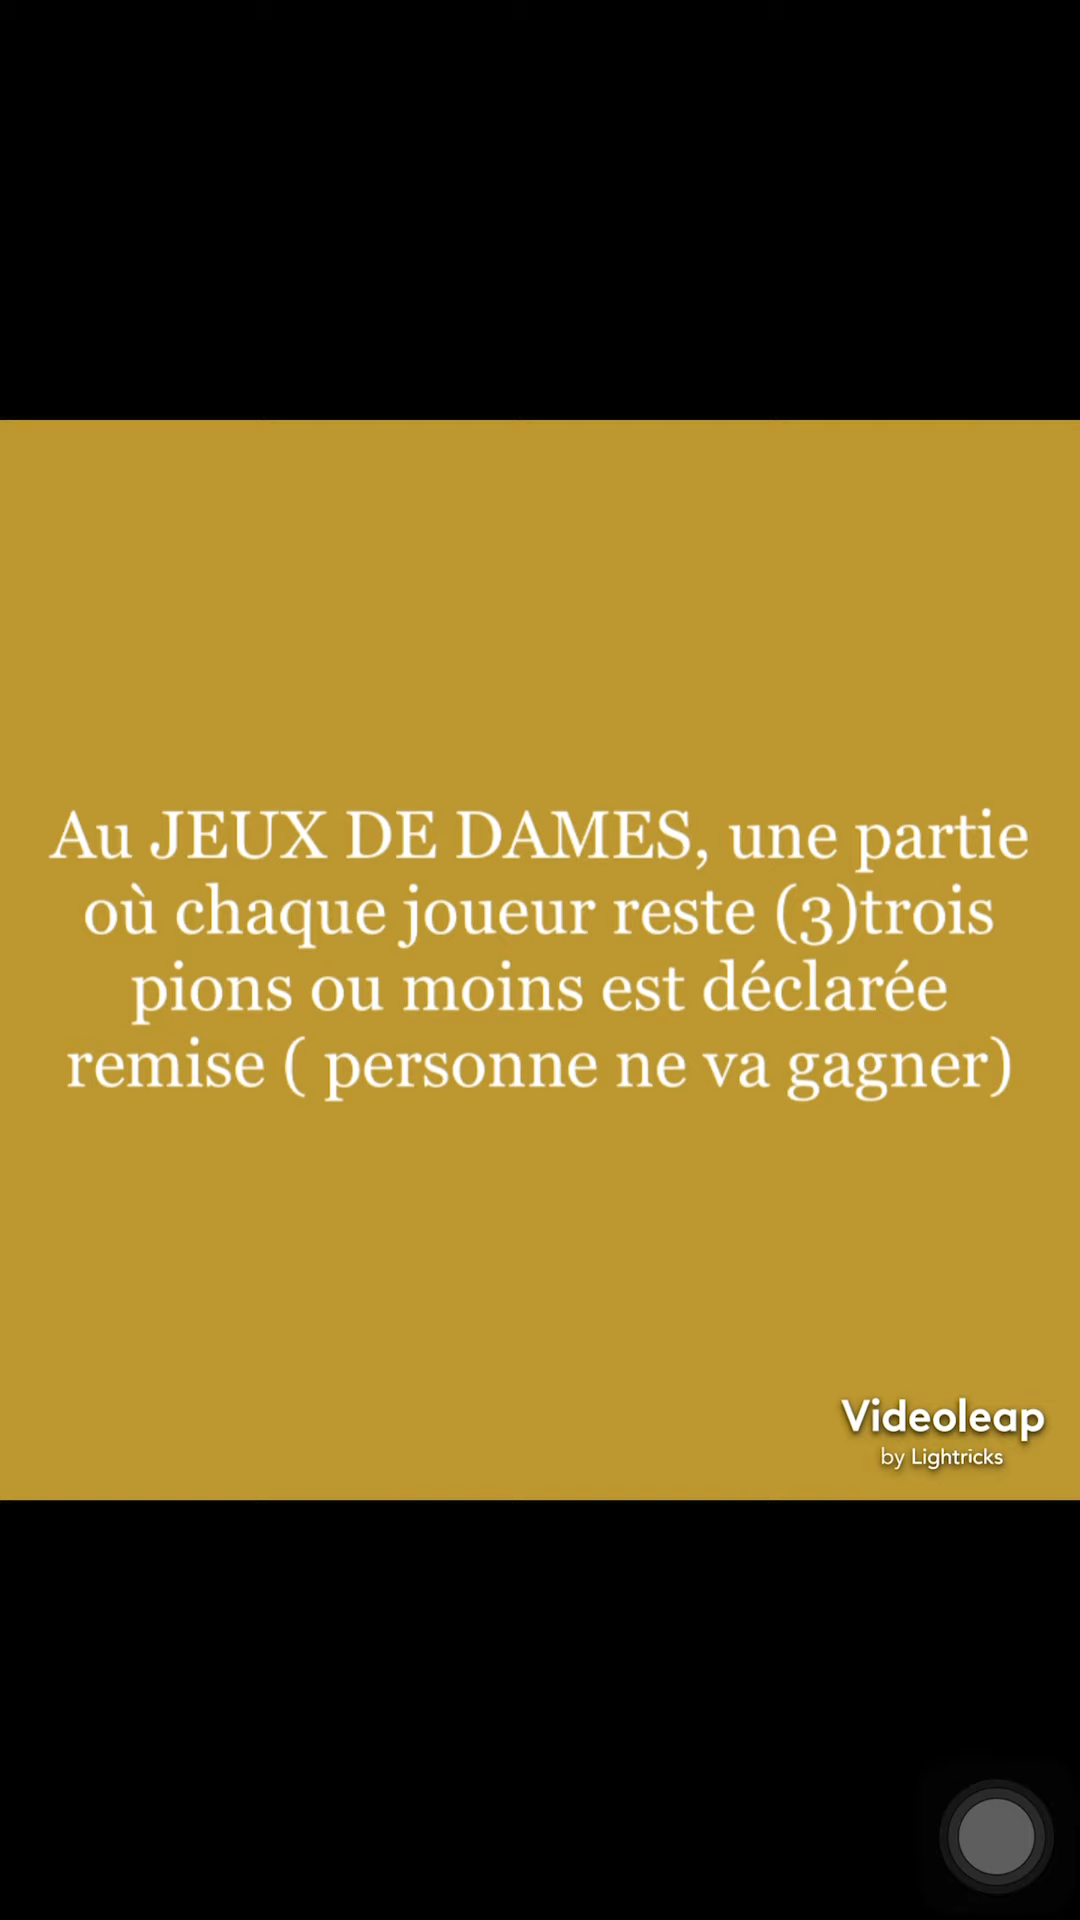 Au JEUX DE DAMES, une partie
où chaque joueur reste (3)trois
pions ou moins est déclarée
remise ( personne ne va gagner)
Videoleap
by Lightricks